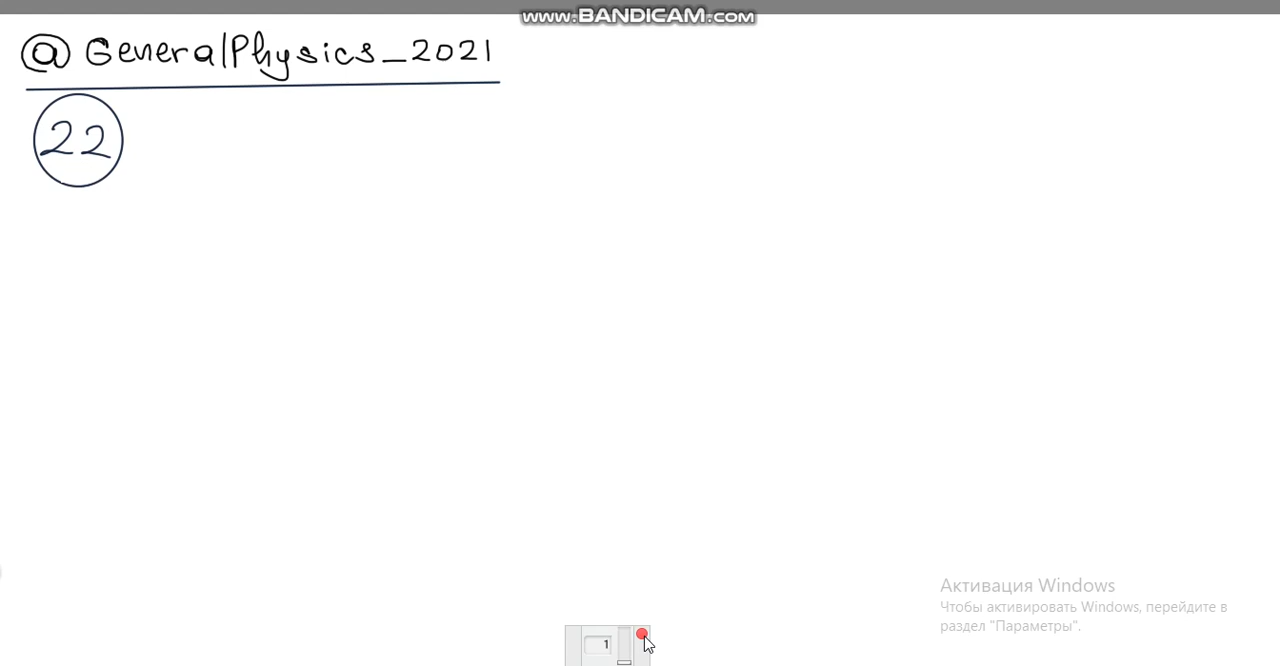 WWW.BANDICAM.COM
@GeneralPhysics_2021
22
Активация Windows
Чтобы активировать Windows, перейдите в
раздел "Параметры".
1